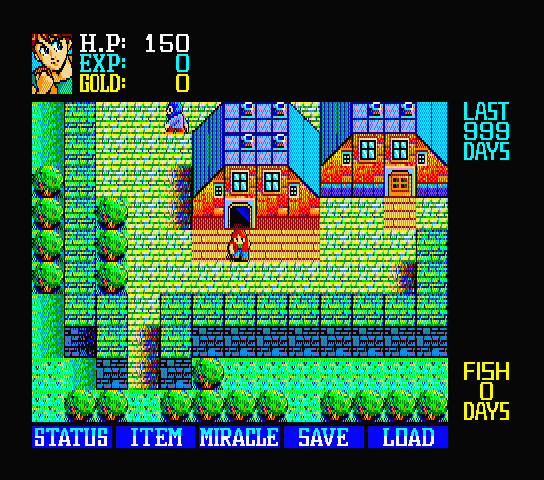 H.P: 150
EXP: 0
GOLD: 0
LAST
999
DAYS
FISH
0
DAYS
STATUS ITEM MIRACLE SAVE LOAD